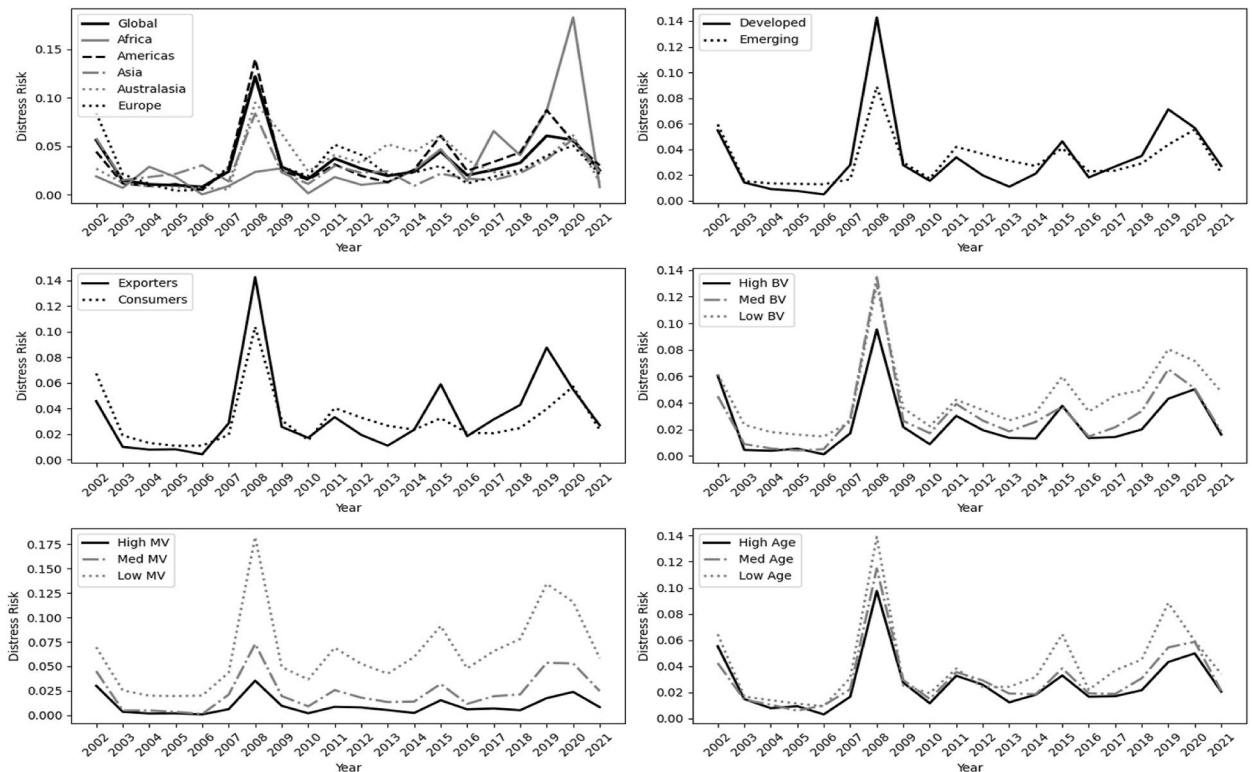 Global
Africa
Americas
Asia
Australasia
Europe
0.15
0.10
0.05
0.00
Distress Risk
2002 2003 2004 2005 2006 2007 2008 2009 2010 2011 2012 2013 2014 2015 2016 2017 2018 2019 2020 2021
Year
Developed
Emerging
0.14
0.12
0.10
0.08
0.06
0.04
0.02
0.00
Distress Risk
2002 2003 2004 2005 2006 2007 2008 2009 2010 2011 2012 2013 2014 2015 2016 2017 2018 2019 2020 2021
Year
Exporters
Consumers
0.14
0.12
0.10
0.08
0.06
0.04
0.02
0.00
Distress Risk
2002 2003 2004 2005 2006 2007 2008 2009 2010 2011 2012 2013 2014 2015 2016 2017 2018 2019 2020 2021
Year
High BV
Med BV
Low BV
0.14
0.12
0.10
0.08
0.06
0.04
0.02
0.00
Distress Risk
2002 2003 2004 2005 2006 2007 2008 2009 2010 2011 2012 2013 2014 2015 2016 2017 2018 2019 2020 2021
Year
High MV
Med MV
Low MV
0.175
0.150
0.125
0.100
0.075
0.050
0.025
0.000
Distress Risk
2002 2003 2004 2005 2006 2007 2008 2009 2010 2011 2012 2013 2014 2015 2016 2017 2018 2019 2020 2021
Year
High Age
Med Age
Low Age
0.14
0.12
0.10
0.08
0.06
0.04
0.02
0.00
Distress Risk
2002 2003 2004 2005 2006 2007 2008 2009 2010 2011 2012 2013 2014 2015 2016 2017 2018 2019 2020 2021
Year